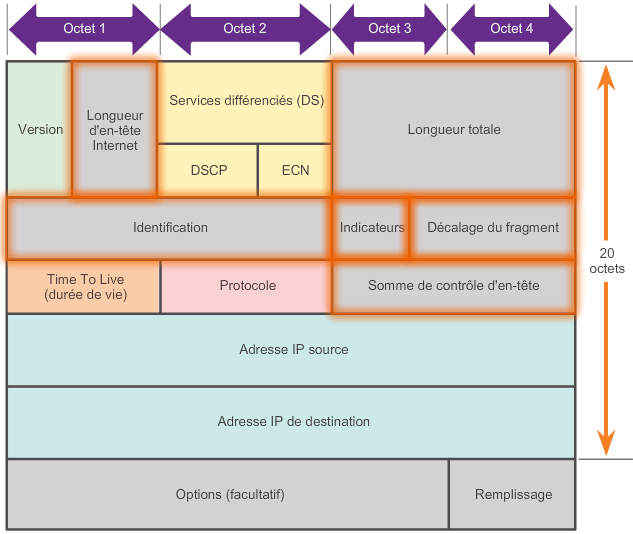 Octet 1
Octet 2
Octet 3
Octet 4
Version
Longueur
d'en-tête
Internet
Services différenciés (DS)
DSCP
ECN
Longueur totale
Identification
Indicateurs
Décalage du fragment
20
octets
Time To Live
(durée de vie)
Protocole
Somme de contrôle d'en-tête
Adresse IP source
Adresse IP de destination
Options (facultatif)
Remplissage